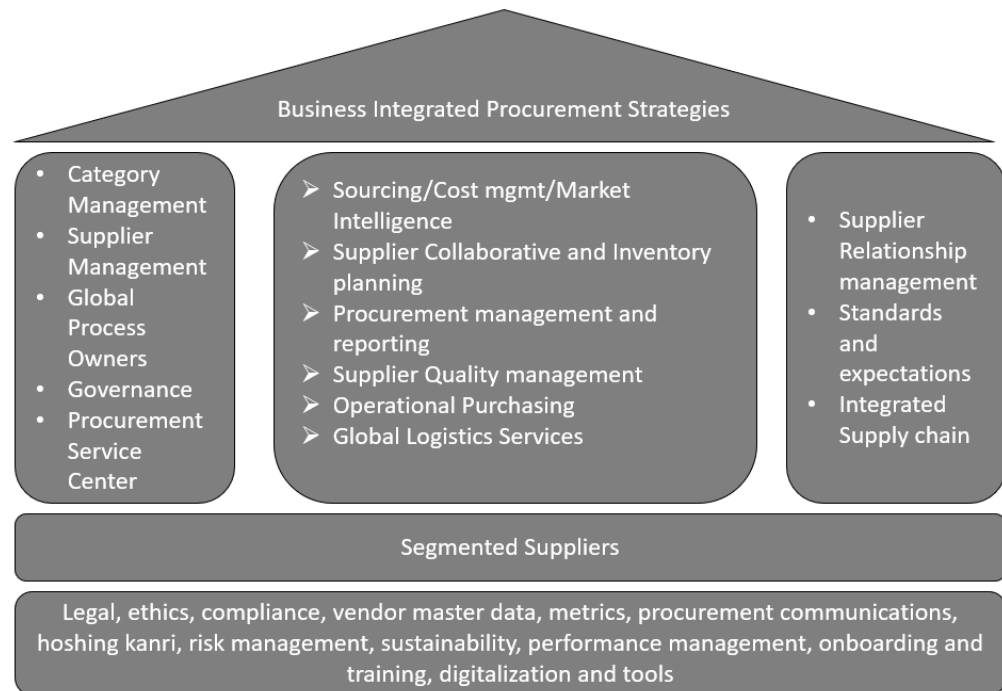 Business Integrated Procurement Strategies
• Category
Management
• Supplier
Management
• Global
Process
Owners
• Governance
• Procurement
Service
Center
➢ Sourcing/Cost mgmt/Market
Intelligence
➢ Supplier Collaborative and Inventory
planning
➢ Procurement management and
reporting
➢ Supplier Quality management
➢ Operational Purchasing
➢ Global Logistics Services
• Supplier
Relationship
management
• Standards
and
expectations
• Integrated
Supply chain
Segmented Suppliers
Legal, ethics, compliance, vendor master data, metrics, procurement communications,
hoshing kanri, risk management, sustainability, performance management, onboarding and
training, digitalization and tools